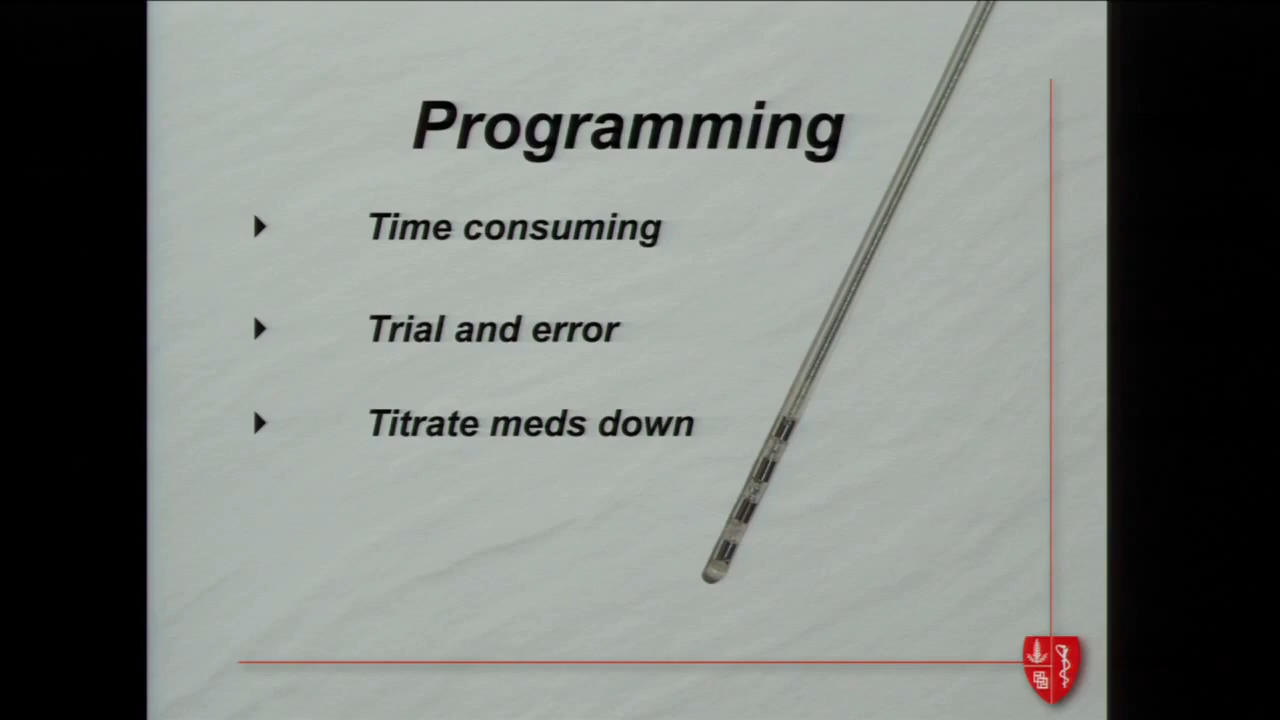 Programming
Time consuming
Trial and error
Titrate meds down